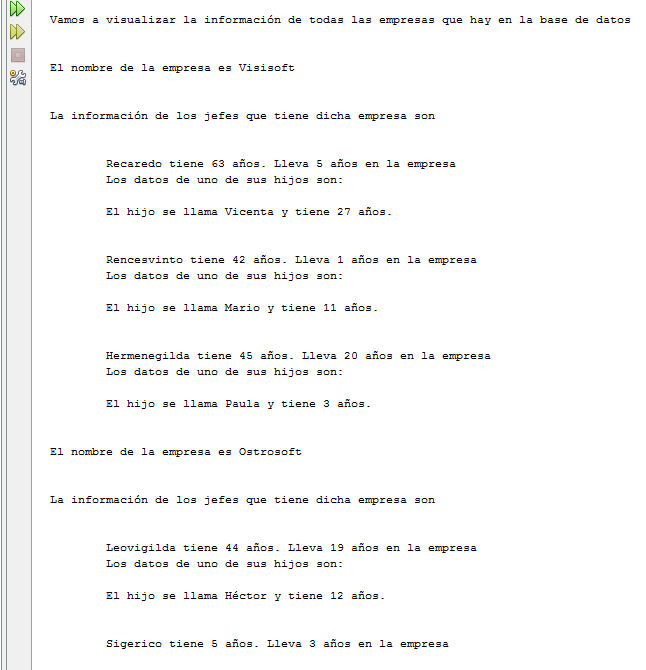 Vamos a visualizar la información de todas las empresas que hay en la base de datos
El nombre de la empresa es Visisoft
La información de los jefes que tiene dicha empresa son
Recaredo tiene 63 años. Lleva 5 años en la empresa
Los datos de uno de sus hijos son:
El hijo se llama Vicenta y tiene 27 años.
Rencesvinto tiene 42 años. Lleva 1 años en la empresa
Los datos de uno de sus hijos son:
El hijo se llama Mario y tiene 11 años.
Hermenegilda tiene 45 años. Lleva 20 años en la empresa
Los datos de uno de sus hijos son:
El hijo se llama Paula y tiene 3 años.
El nombre de la empresa es Ostrosoft
La información de los jefes que tiene dicha empresa son
Leovigilda tiene 44 años. Lleva 19 años en la empresa
Los datos de uno de sus hijos son:
El hijo se llama Héctor y tiene 12 años.
Sigerico tiene 5 años. Lleva 3 años en la empresa